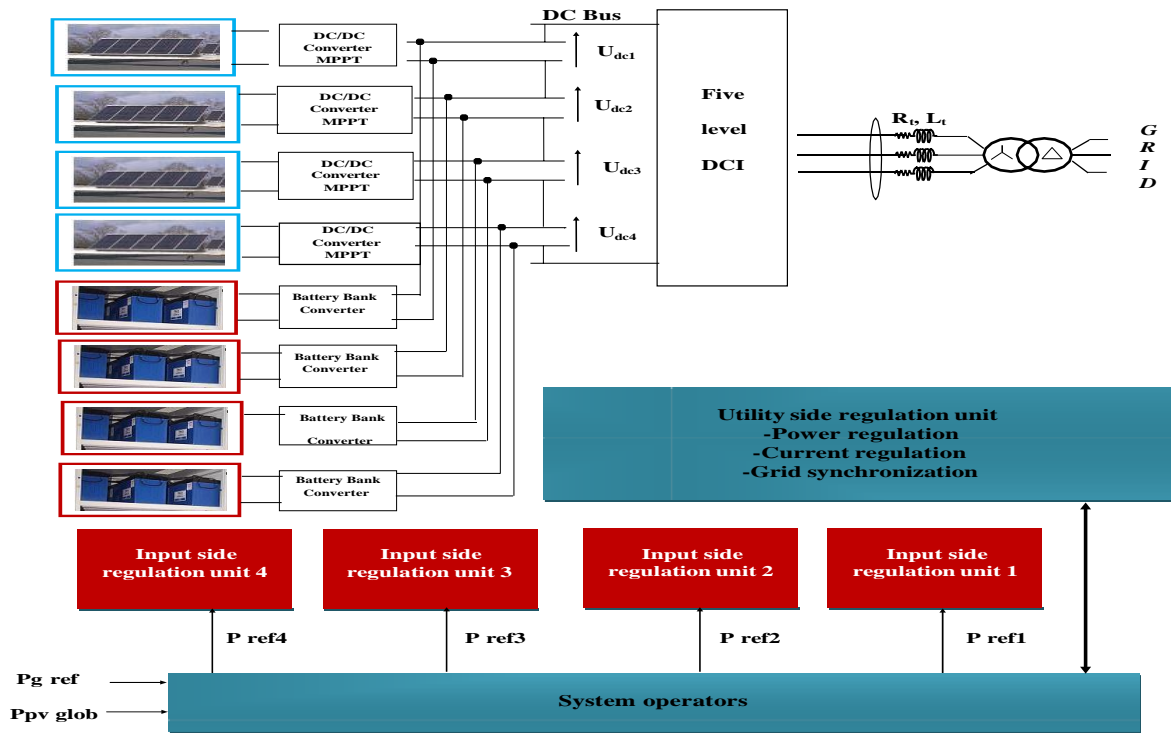 DC Bus
DC/DC
Converter
MPPT
DC/DC
Converter
MPPT
DC/DC
Converter
MPPT
DC/DC
Converter
MPPT
Battery Bank
Converter
Battery Bank
Converter
Battery Bank
Converter
Battery Bank
Converter
Udc1
Udc2
Udc3
Udc4
Five
level
DCI
Rt, Lt
G
R
I
D
Utility side regulation unit
-Power regulation
-Current regulation
-Grid synchronization
Input side
regulation unit 4
Input side
regulation unit 3
Input side
regulation unit 2
Input side
regulation unit 1
P ref4
P ref3
P ref2
P ref1
Pg ref
Ppv glob
System operators